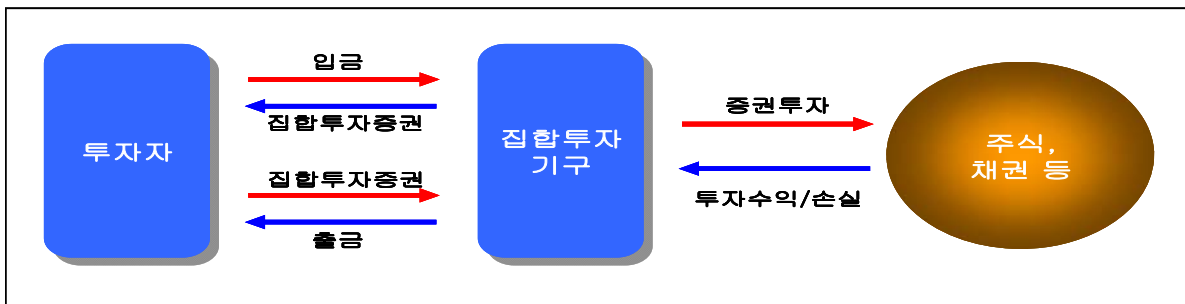 투자자
입금
집합투자증권
집합투자증권
출금
집합투자
기구
증권투자
투자수익/손실
주식,
채권 등